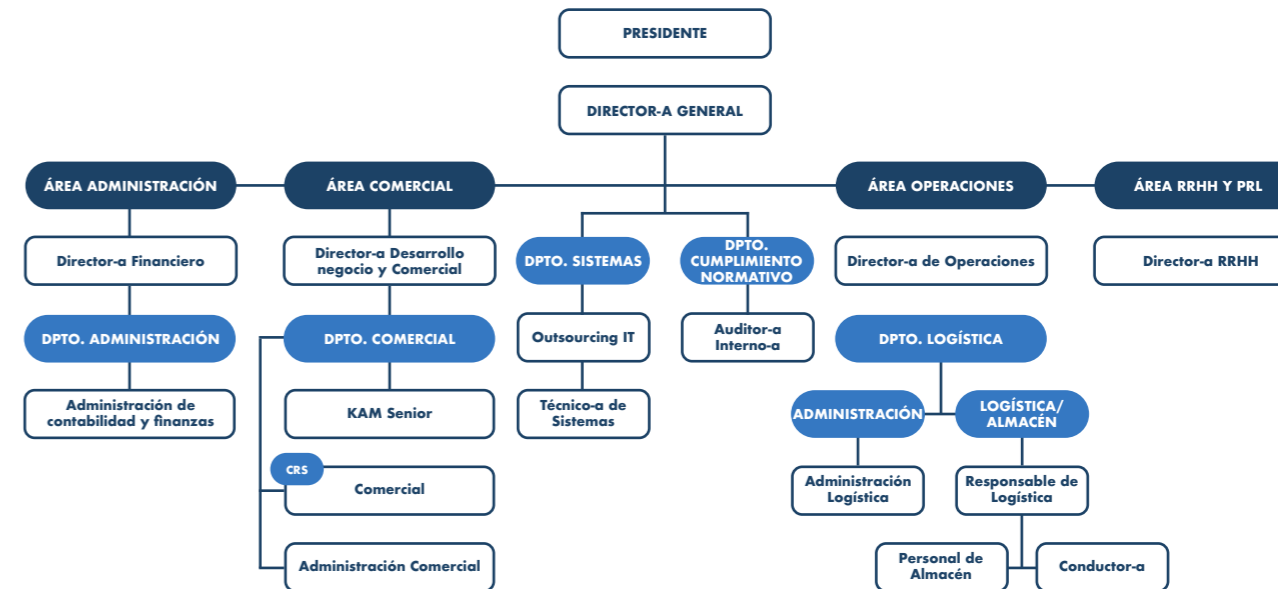 PRESIDENTE
DIRECTOR-A GENERAL
ÁREA ADMINISTRACIÓN
ÁREA COMERCIAL
ÁREA OPERACIONES
ÁREA RRHH Y PRL
Director-a Financiero
Director-a Desarrollo
negocio y Comercial
DPTO. SISTEMAS
DPTO.
CUMPLIMIENTO
NORMATIVO
Director-a de Operaciones
Director-a RRHH
DPTO. ADMINISTRACIÓN
DPTO. COMERCIAL
Outsourcing IT
Auditor-a
Interno-a
DPTO. LOGÍSTICA
Administración de
contabilidad y finanzas
KAM Senior
Técnico-a de
Sistemas
ADMINISTRACIÓN
LOGÍSTICA/
ALMACÉN
CRS
Comercial
Administración
Logística
Responsable de
Logística
Administración Comercial
Personal de
Almacén
Conductor-a